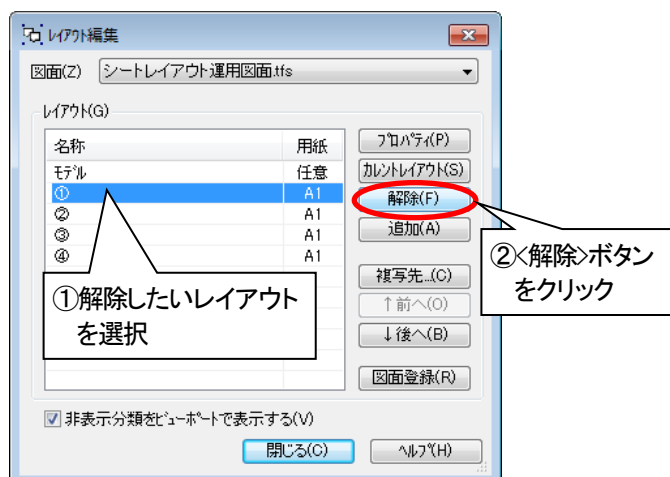 レイアウト編集
図面(Z) シートレイアウト運用図面.tfs
レイアウト(G)
名称 用紙
モデル 任意
① A1
② A1
③ A1
④ A1
プロパティ(P)
カレントレイアウト(S)
解除(F)
追加(A)
複写先...(C)
↑前へ(O)
↓後へ(B)
図面登録(R)
①解除したいレイアウト
を選択
②<解除>ボタン
をクリック
非表示分類をビューポートで表示する(V)
閉じる(C) ヘルプ(H)